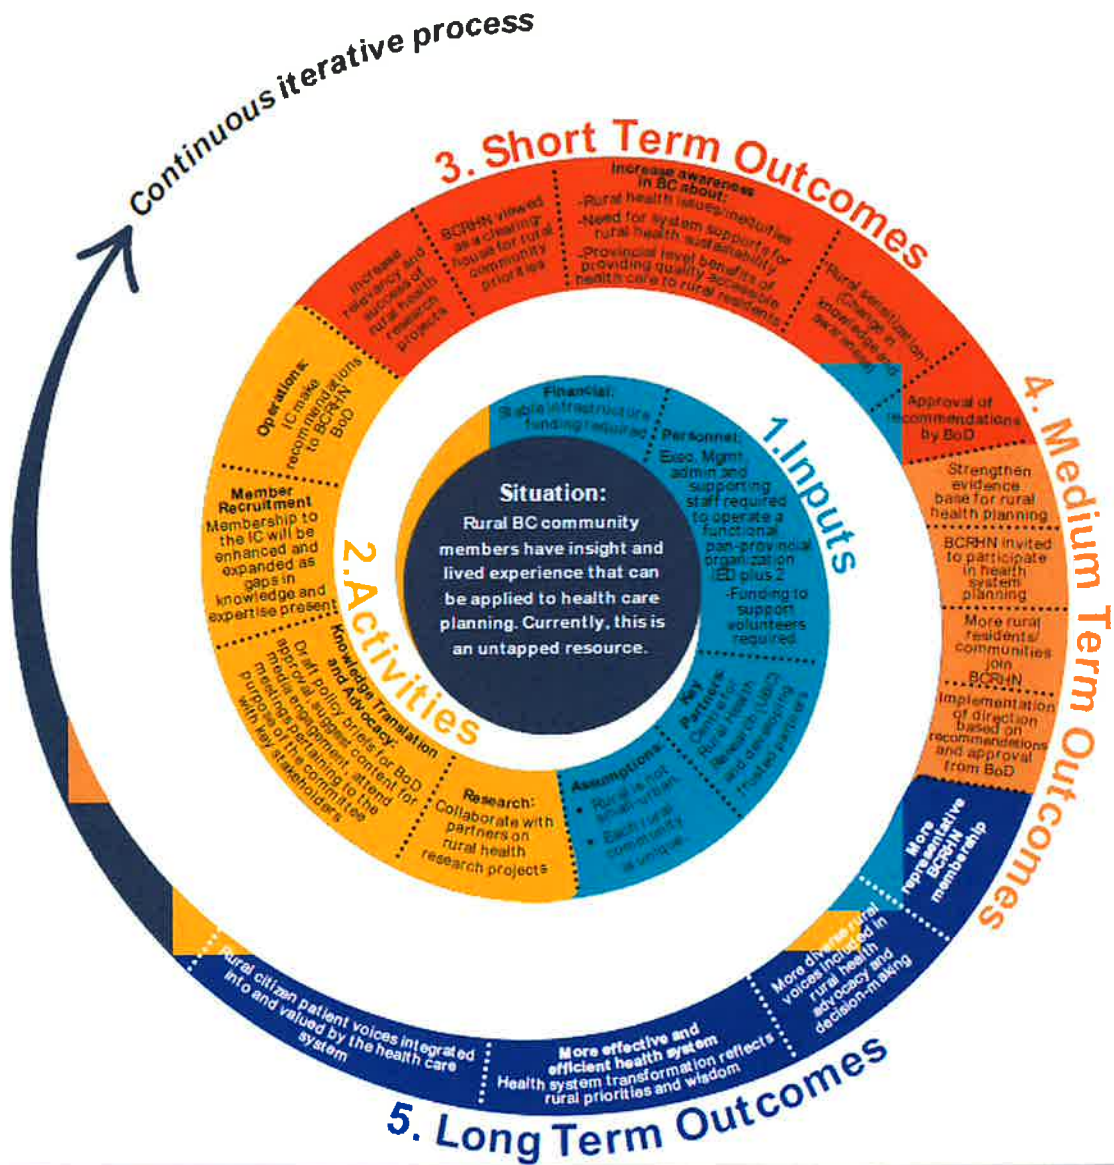 Continuous iterative process
Situation:
Rural BC community
members have insight and
lived experience that can
be applied to health care
planning. Currently, this is
an untapped resource.
1.Inputs
Financial:
Stable infrastructure
funding required
Personnel:
Exec, Mgmt,
admin and
supporting
staff required
to operate a
functional
pan-provincial
organization
(ED plus 2
-Funding to
support
volunteers
required
Key
Partners:
Centre for
Rural Health
Research (UBC)
and developing
trusted partners
Assumptions:
• Rural is not
small-urban.
• Each rural
community
is unique
2.Activities
Research:
Collaborate with
partners on
rural health
research projects
Knowledge Translation
and Advocacy:
Draft policy briefs for BoD
approval, suggest content for
media engagement, attend
meetings pertaining to the
purpose of the committee
with key stakeholders
Member
Recruitment
Membership to
the IC will be
enhanced and
expanded as
gaps in
knowledge and
expertise present
Operations:
IC make
recommendations
to BCRHN
BoD
3. Short Term Outcomes
Increase
relevancy and
success of
rural health
research
projects
BCRHN viewed
as a clearing-
house for rural
community
priorities
Increase awareness
in BC about:
-Rural health issues/inequities
-Need for system supports for
rural health sustainability
-Provincial level benefits of
providing quality accessible
health care to rural residents
Rural sensitization
(Change in
knowledge and
awareness)
Approval of
recommendations
by BoD
4. Medium Term Outcomes
Strengthen
evidence
base for rural
health planning
BCRHN invited
to participate
in health
system
planning
More rural
residents/
communities
join
BCRHN
Implementation
of direction
based on
recommendations
and approval
from BoD
5. Long Term Outcomes
More
representative
BCRHN
membership
More diverse rural
voices included in
rural health
advocacy and
decision-making
More effective and
efficient health system
Health system transformation reflects
rural priorities and wisdom
Rural citizen patient voices integrated
into and valued by the health care
system